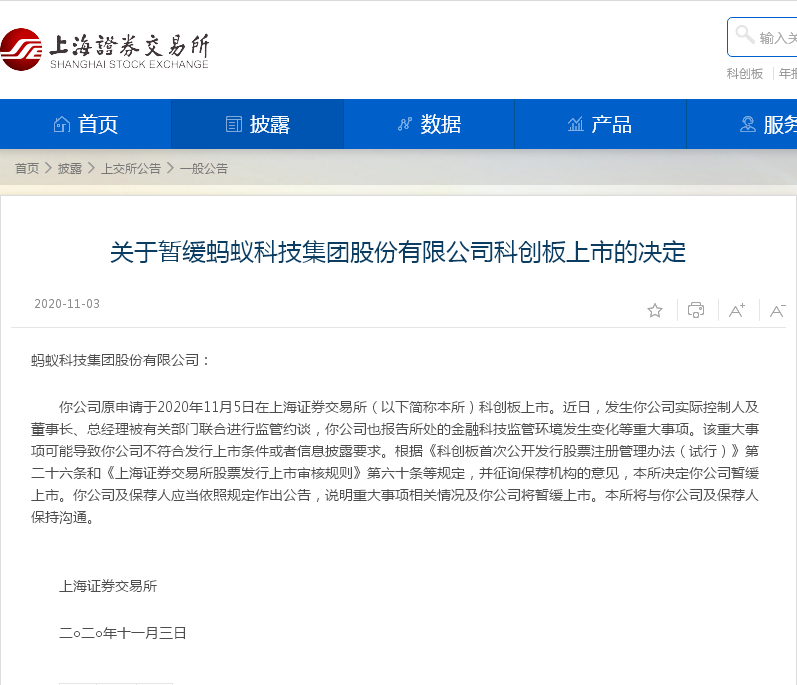 上海證券交易所
SHANGHAI STOCK EXCHANGE
输入关
科创板 年报
首页 披露 数据 产品 服务
首页 > 披露 > 上交所公告 > 一般公告
关于暂缓蚂蚁科技集团股份有限公司科创板上市的决定
2020-11-03
A+ A-
蚂蚁科技集团股份有限公司：
你公司原申请于2020年11月5日在上海证券交易所（以下简称本所）科创板上市。近日，发生你公司实际控制人及
董事长、总经理被有关部门联合进行监管约谈，你公司也报告所处的金融科技监管环境发生变化等重大事项。该重大事
项可能导致你公司不符合发行上市条件或者信息披露要求。根据《科创板首次公开发行股票注册管理办法（试行）》第
二十六条和《上海证券交易所股票发行上市审核规则》第六十条等规定，并征询保荐机构的意见，本所决定你公司暂缓
上市。你公司及保荐人应当依照规定作出公告，说明重大事项相关情况及你公司将暂缓上市。本所将与你公司及保荐人
保持沟通。
上海证券交易所
二○二○年十一月三日